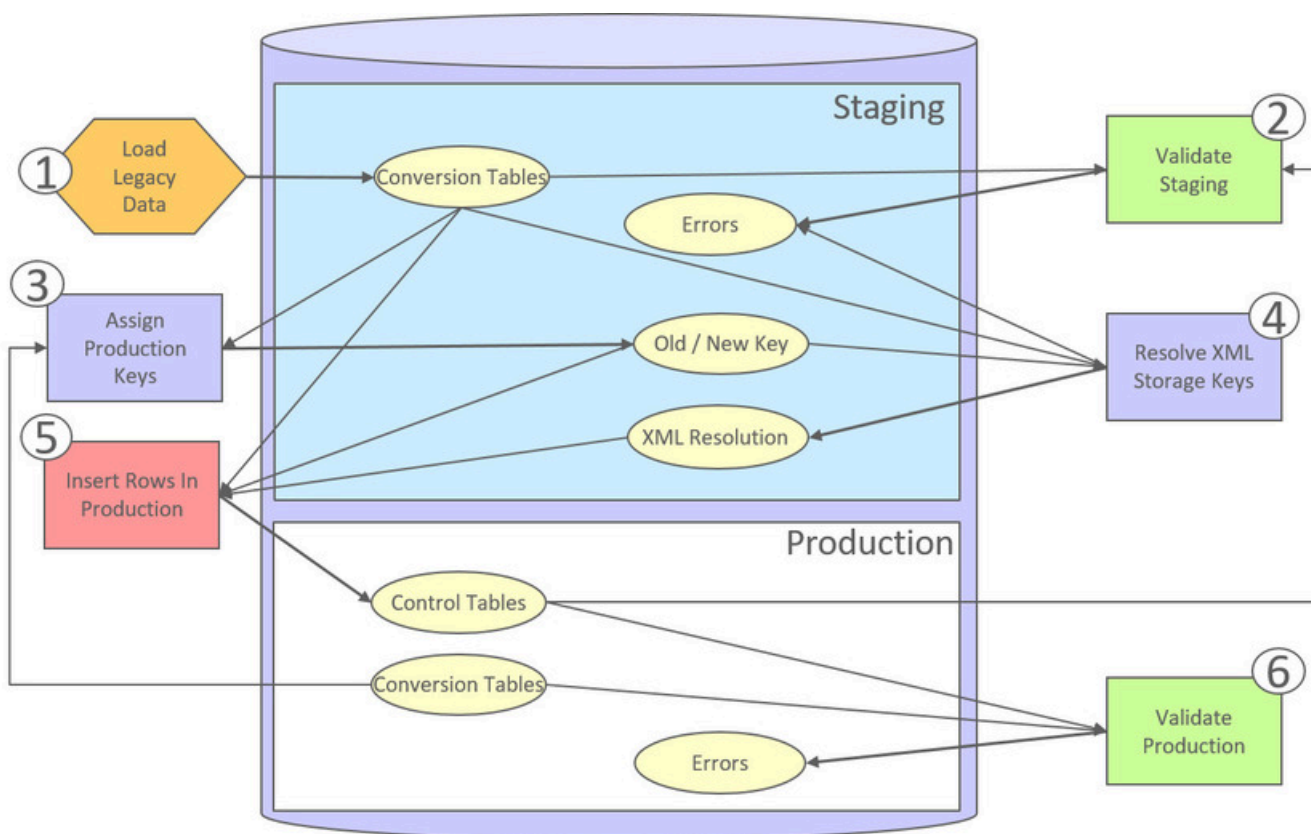 Staging
1
Load
Legacy
Data
Conversion Tables
2
Validate
Staging
Errors
3
Assign
Production
Keys
Old / New Key
4
Resolve XML
Storage Keys
XML Resolution
5
Insert Rows In
Production
Production
Control Tables
Conversion Tables
6
Validate
Production
Errors